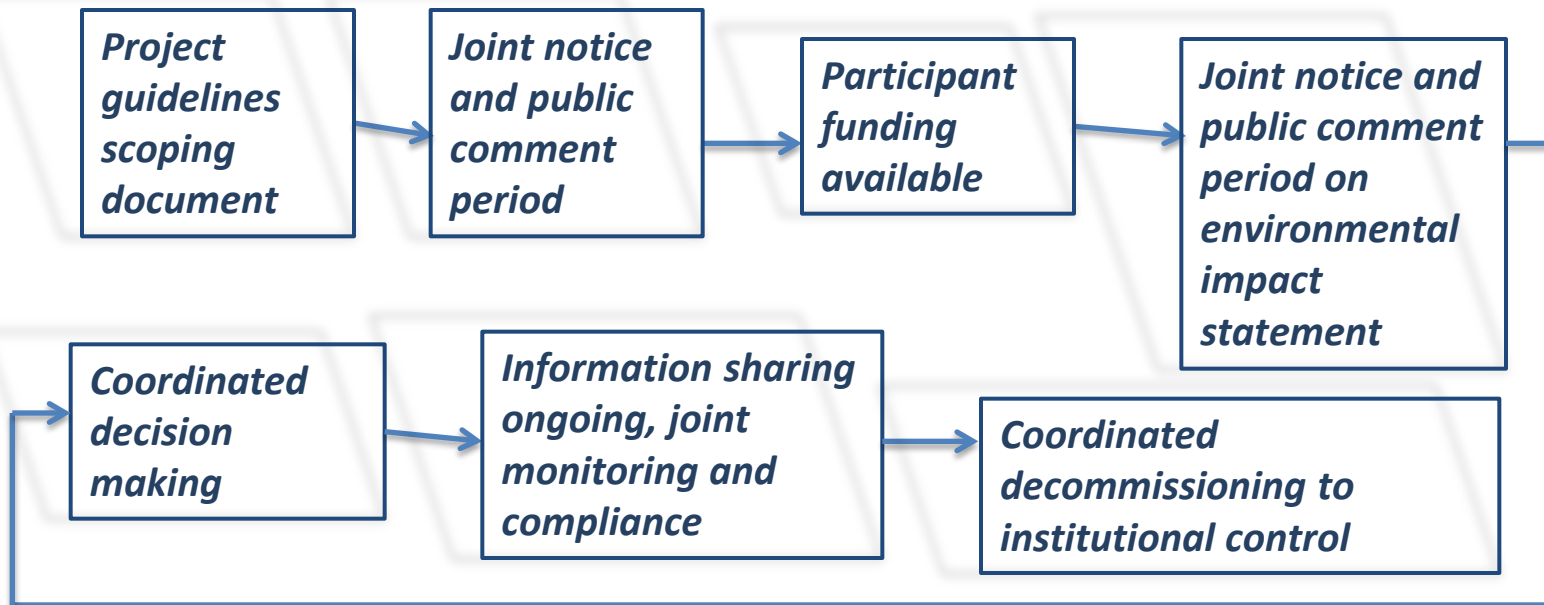 Project
guidelines
scoping
document
Joint notice
and public
comment
period
Participant
funding
available
Joint notice and
public comment
period on
environmental
impact
statement
Coordinated
decision
making
Information sharing
ongoing, joint
monitoring and
compliance
Coordinated
decommissioning to
institutional control